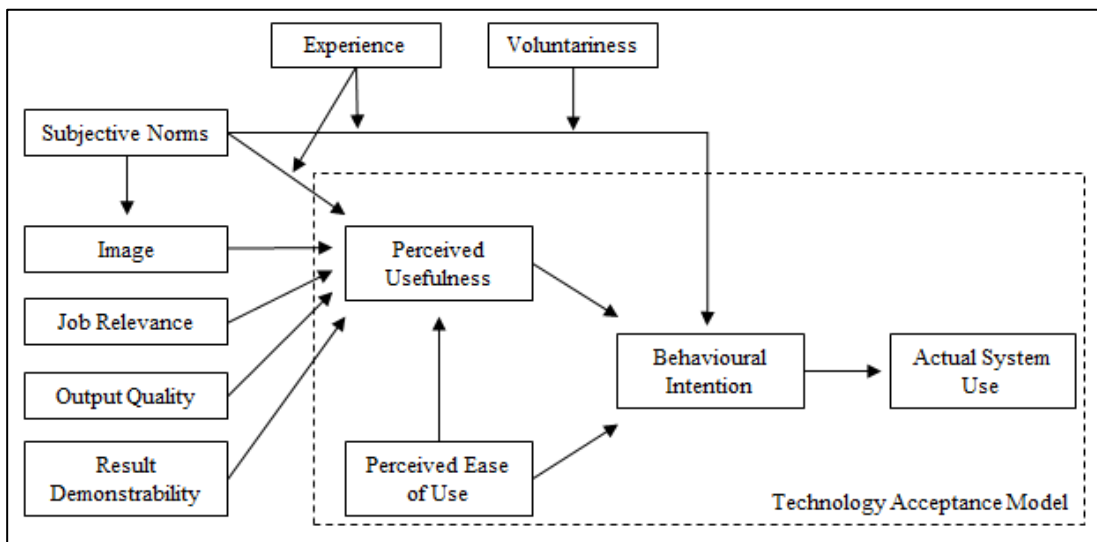 Experience
Voluntariness
Subjective Norms
Image
Perceived
Usefulness
Job Relevance
Behavioural
Intention
Actual System
Use
Output Quality
Result
Demonstrability
Perceived Ease
of Use
Technology Acceptance Model